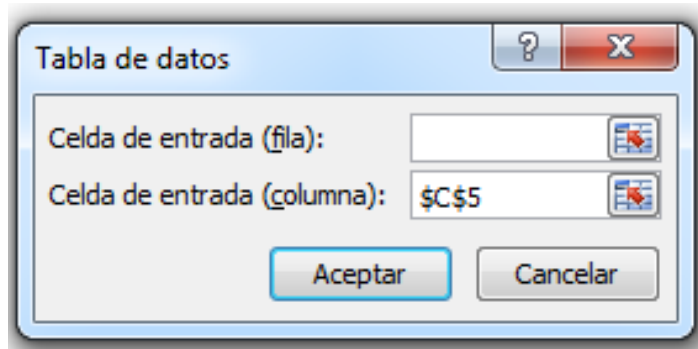 Tabla de datos
Celda de entrada (fila):
Celda de entrada (columna): $C$5
Aceptar Cancelar